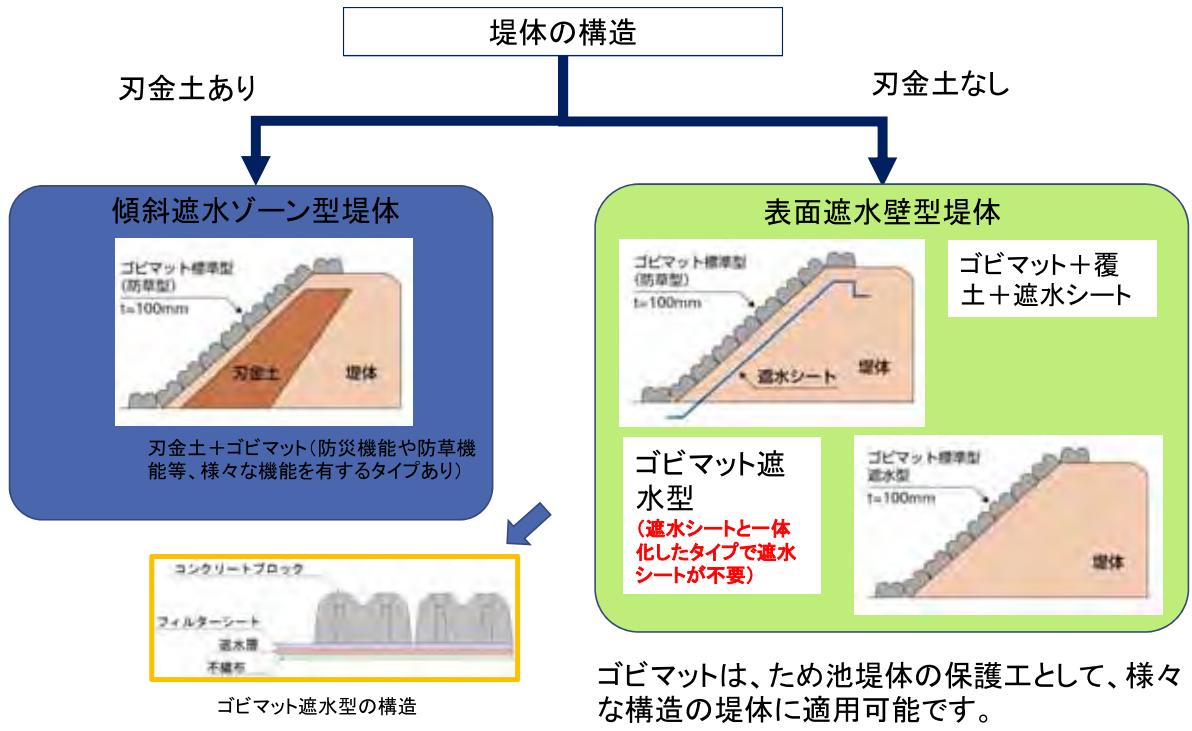 堤体の構造
刃金土あり
刃金土なし
傾斜遮水ゾーン型堤体
ゴビマット標準型
(防草型)
t=100mm
刃金土
堤体
刃金土＋ゴビマット（防災機能や防草機
能等、様々な機能を有するタイプあり）
表面遮水壁型堤体
ゴビマット標準型
(防草型)
t=100mm
遮水シート
堤体
ゴビマット＋覆
土＋遮水シート
ゴビマット遮
水型
（遮水シートと一体
化したタイプで遮水
シートが不要）
ゴビマット標準型
遮水型
t=100mm
堤体
コンクリートブロック
フィルターシート
遮水層
不織布
ゴビマット遮水型の構造
ゴビマットは、ため池堤体の保護工として、様々
な構造の堤体に適用可能です。